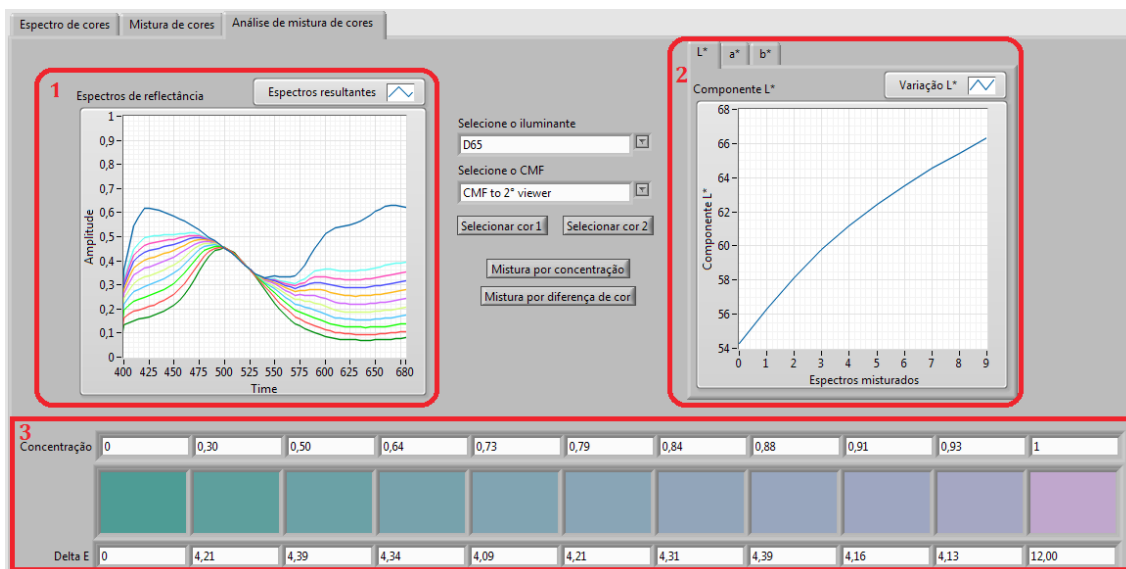 Espectro de cores Mistura de cores Análise de mistura de cores
1
Espectros de reflectância
Espectros resultantes
Amplitude
1
0,9
0,8
0,7
0,6
0,5
0,4
0,3
0,2
0,1
0
400 425 450 475 500 525 550 575 600 625 650 680
Time
Selecione o iluminante
D65
Selecione o CMF
CMF to 2° viewer
Selecionar cor 1 Selecionar cor 2
Mistura por concentração
Mistura por diferença de cor
2
L* a* b*
Componente L*
Variação L*
Componente L*
68
66
64
62
60
58
56
54
0 1 2 3 4 5 6 7 8 9
Espectros misturados
3
Concentração 0 0,30 0,50 0,64 0,73 0,79 0,84 0,88 0,91 0,93 1
Delta E 0 4,21 4,39 4,34 4,09 4,21 4,31 4,39 4,16 4,13 12,00